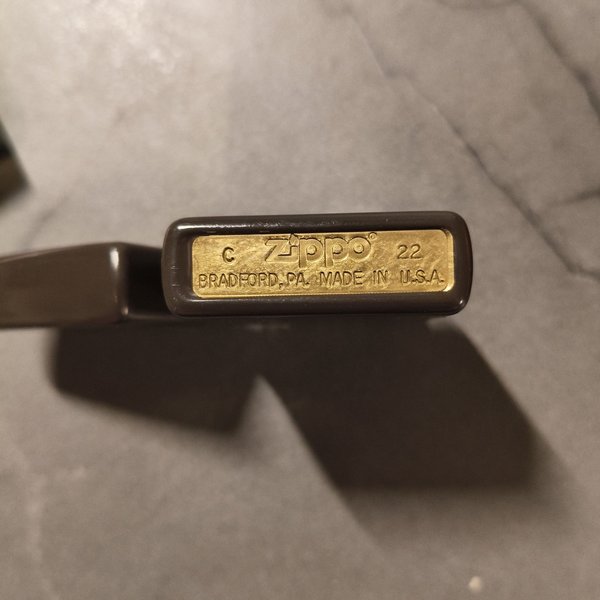 C Zippo® 22
BRADFORD, PA. MADE IN U.S.A.